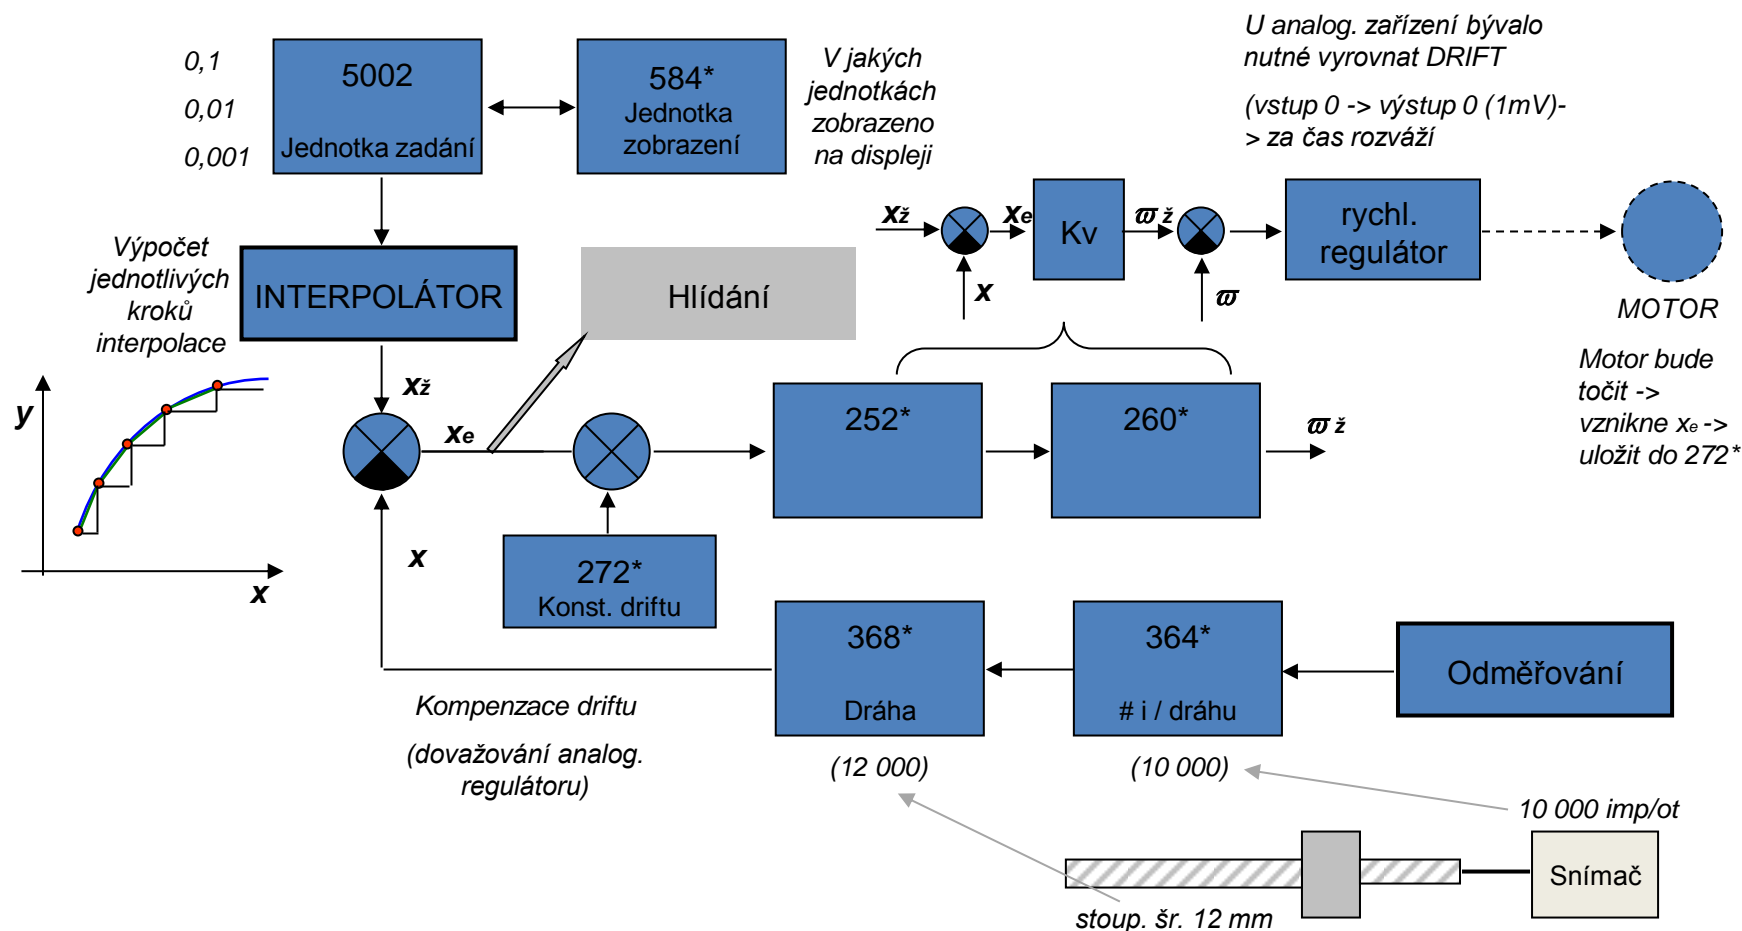 0,1
0,01
0,001
5002
Jednotka zadání
584*
Jednotka
zobrazení
V jakých
jednotkách
zobrazeno
na displeji
U analog. zařízení bývalo
nutné vyrovnat DRIFT
(vstup 0 -> výstup 0 (1mV)-
> za čas rozváží
xž
xe
Kv
ϖ ž
rychl.
regulátor
x
ϖ
MOTOR
Motor bude
točit ->
vznikne xe ->
uložit do 272*
Výpočet
jednotlivých
kroků
interpolace
INTERPOLÁTOR
Hlídání
xž
y
x
xe
252*
260*
ϖ ž
x
272*
Konst. driftu
368*
Dráha
364*
# i / dráhu
Odměřování
Kompenzace driftu
(dovažování analog.
regulátoru)
(12 000)
(10 000)
10 000 imp/ot
Snímač
stoup. šr. 12 mm